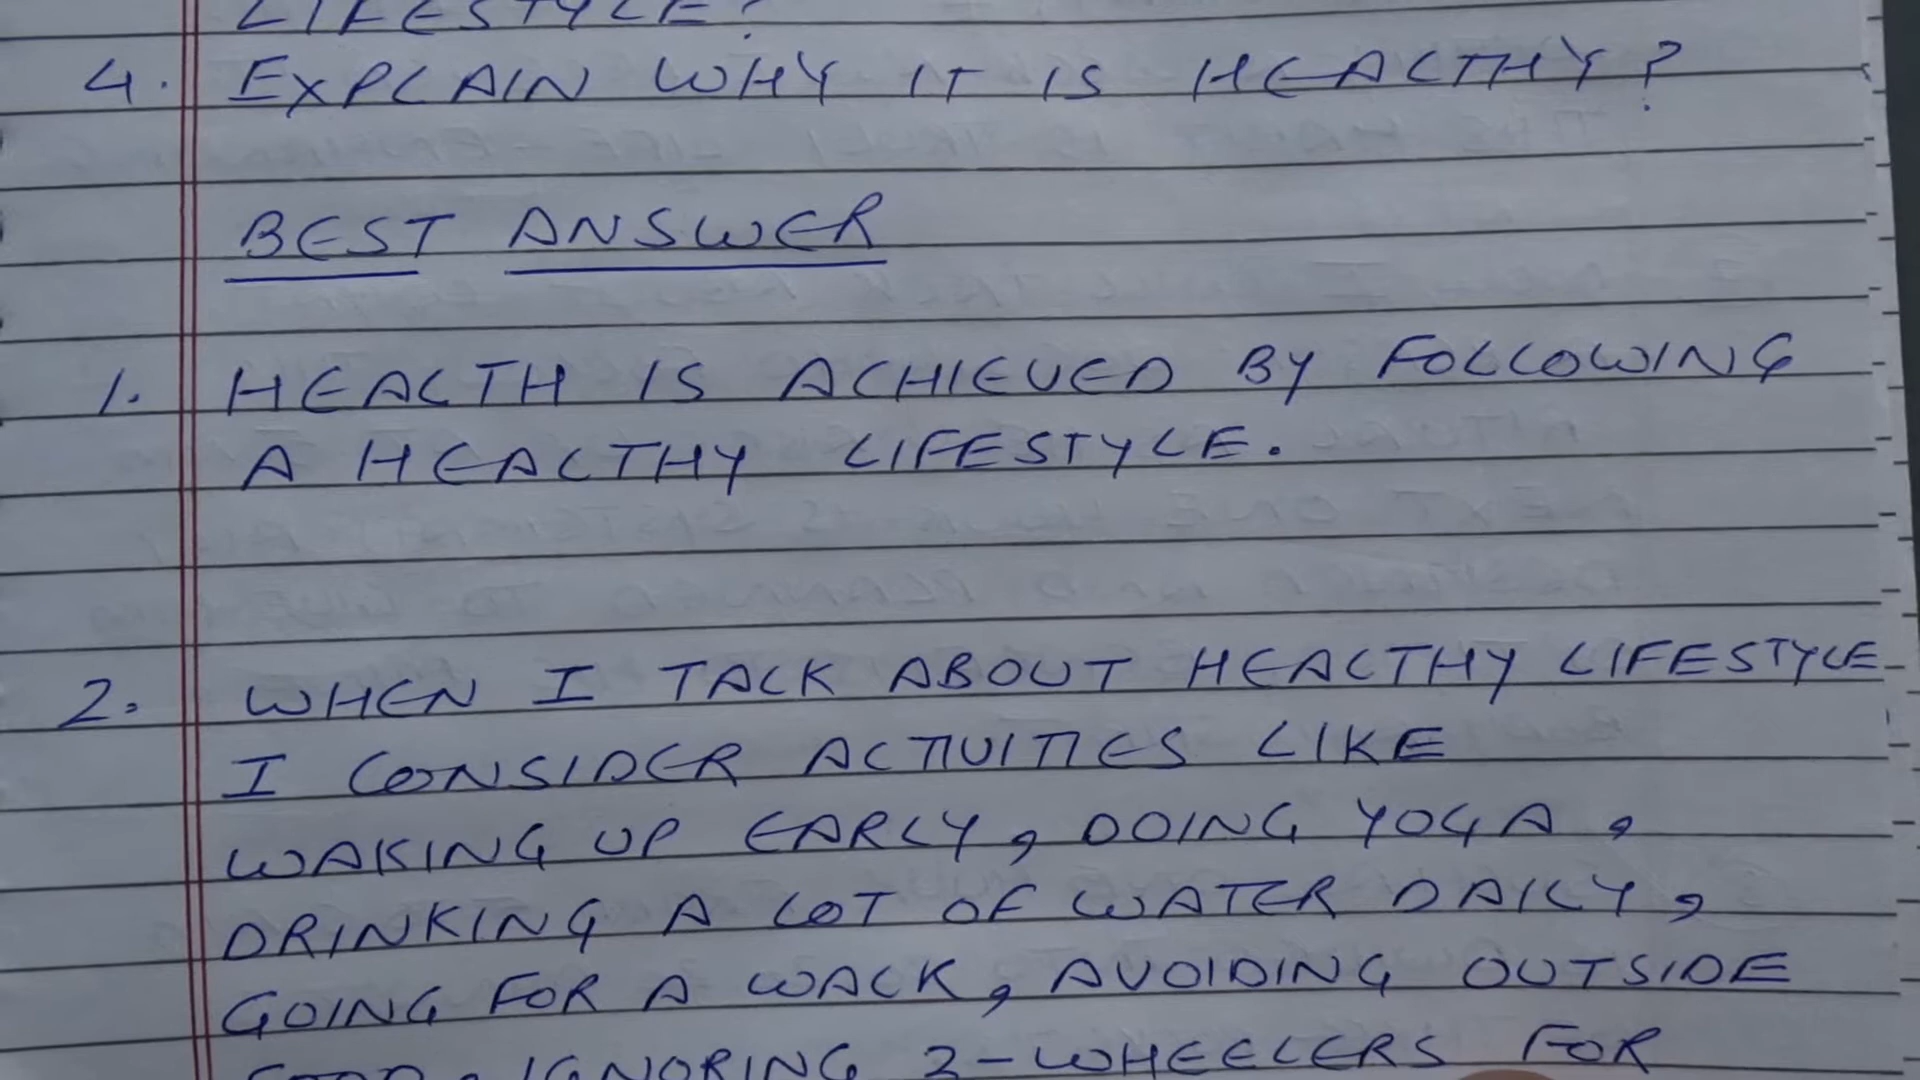 LIFESTYLE?
4. EXPLAIN WHY IT IS HEALTHY?
BEST ANSWER
1. HEALTH IS ACHIEVED BY FOLLOWING
A HEALTHY LIFESTYLE.
2. WHEN I TALK ABOUT HEALTHY LIFESTYLE
I CONSIDER ACTIVITIES LIKE
WAKING UP EARLY, DOING YOGA,
DRINKING A LOT OF WATER DAILY,
GOING FOR A WALK, AVOIDING OUTSIDE
FOOD, IGNORING 2-WHEELERS FOR